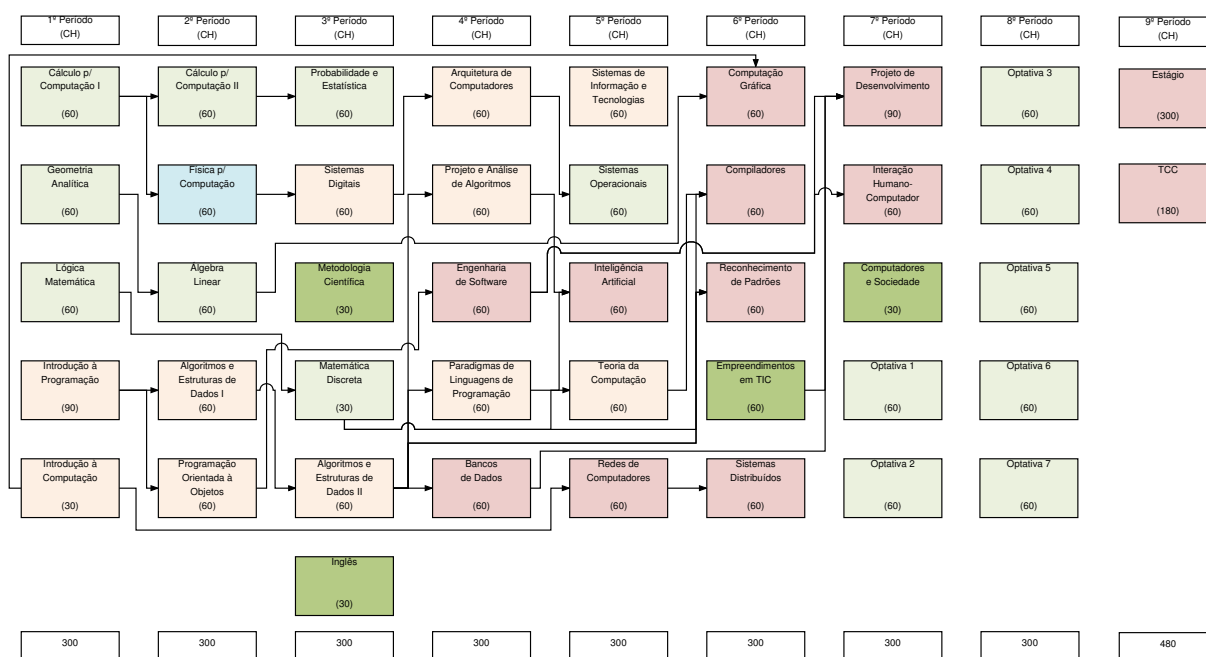 1º Período
(CH)
2º Período
(CH)
3º Período
(CH)
4º Período
(CH)
5º Período
(CH)
6º Período
(CH)
7º Período
(CH)
8º Período
(CH)
9º Período
(CH)
Cálculo p/
Computação I
(60)
Cálculo p/
Computação II
(60)
Probabilidade e
Estatística
(60)
Arquitetura de
Computadores
(60)
Sistemas de
Informação e
Tecnologias
(60)
Computação
Gráfica
(60)
Projeto de
Desenvolvimento
(90)
Optativa 3
(60)
Estágio
(300)
Geometria
Analítica
(60)
Física p/
Computação
(60)
Sistemas
Digitais
(60)
Projeto e Análise
de Algoritmos
(60)
Sistemas
Operacionais
(60)
Compiladores
(60)
Interação
Humano-
Computador
(60)
Optativa 4
(60)
TCC
(180)
Lógica
Matemática
(60)
Álgebra
Linear
(60)
Metodologia
Científica
(30)
Engenharia
de Software
(60)
Inteligência
Artificial
(60)
Reconhecimento
de Padrões
(60)
Computadores
e Sociedade
(30)
Optativa 5
(60)
Introdução à
Programação
(90)
Algoritmos e
Estruturas de
Dados I
(60)
Matemática
Discreta
(30)
Paradigmas de
Linguagens de
Programação
(60)
Teoria da
Computação
(60)
Empreendimentos
em TIC
(60)
Optativa 1
(60)
Optativa 6
(60)
Introdução à
Computação
(30)
Programação
Orientada à
Objetos
(60)
Algoritmos e
Estruturas de
Dados II
(60)
Bancos
de Dados
(60)
Redes de
Computadores
(60)
Sistemas
Distribuídos
(60)
Optativa 2
(60)
Optativa 7
(60)
Inglês
(30)
300
300
300
300
300
300
300
300
480